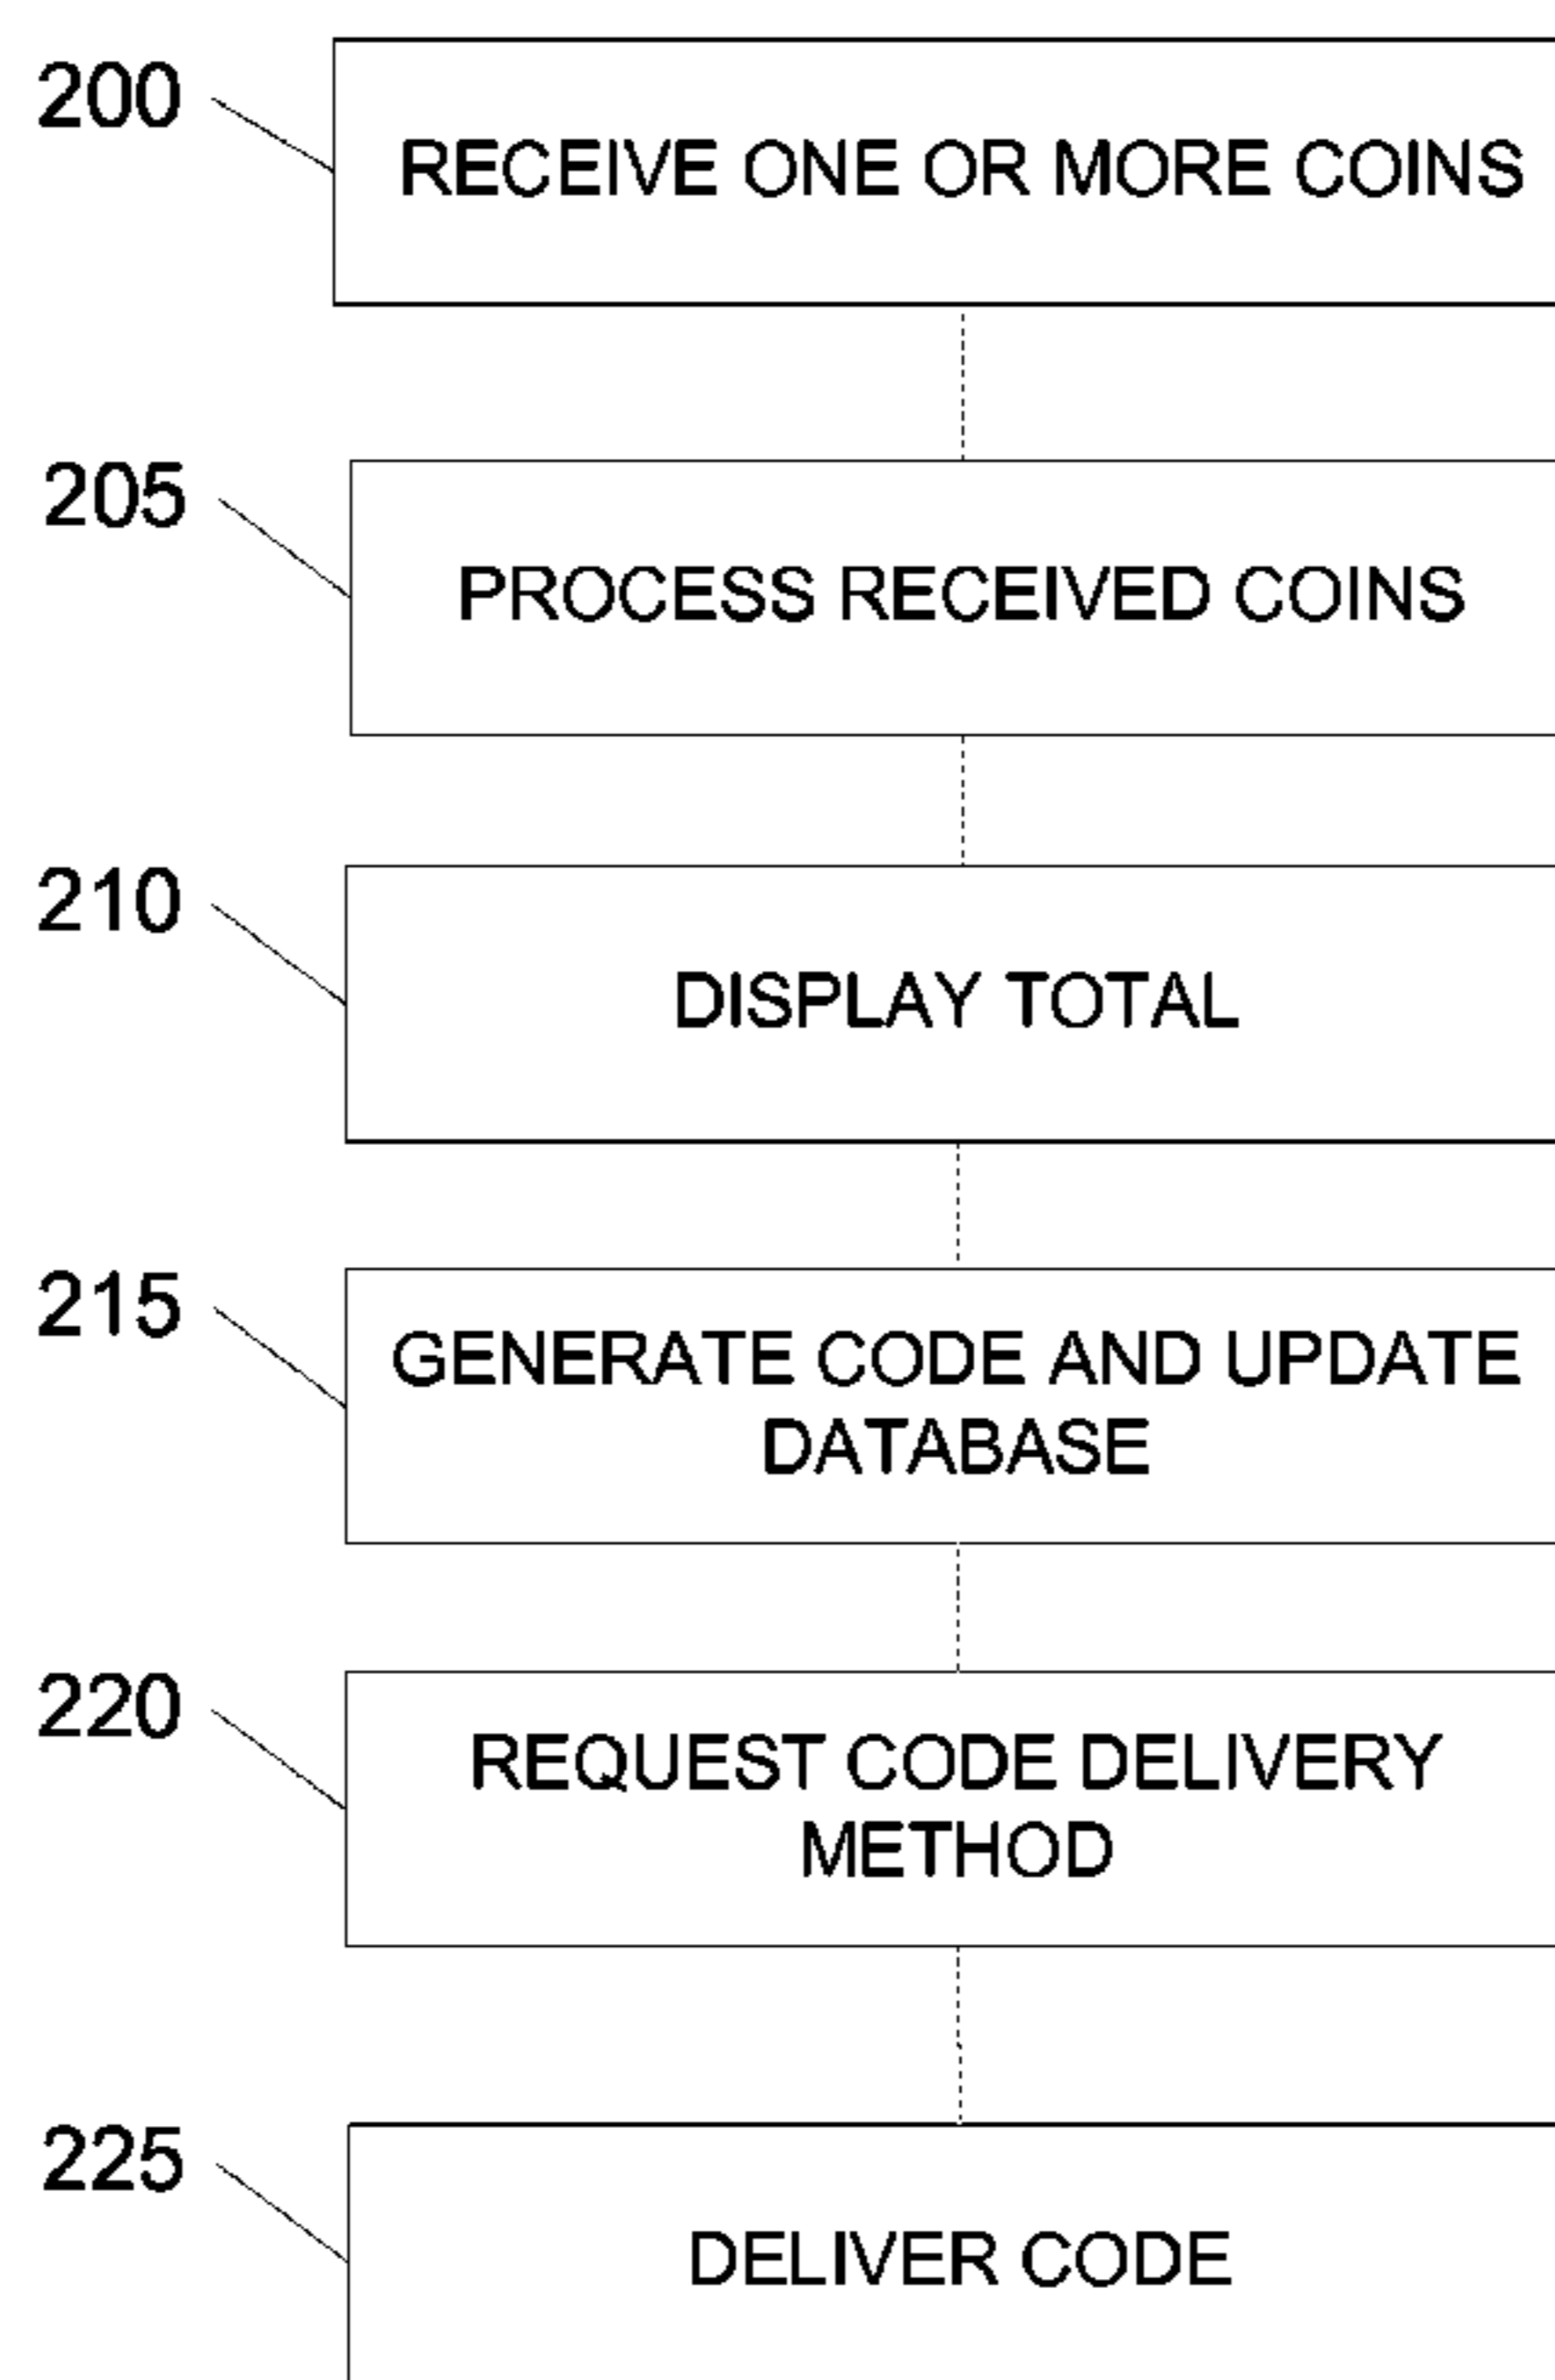 200
RECEIVE ONE OR MORE COINS
205
PROCESS RECEIVED COINS
210
DISPLAY TOTAL
215
GENERATE CODE AND UPDATE
DATABASE
220
REQUEST CODE DELIVERY
METHOD
225
DELIVER CODE